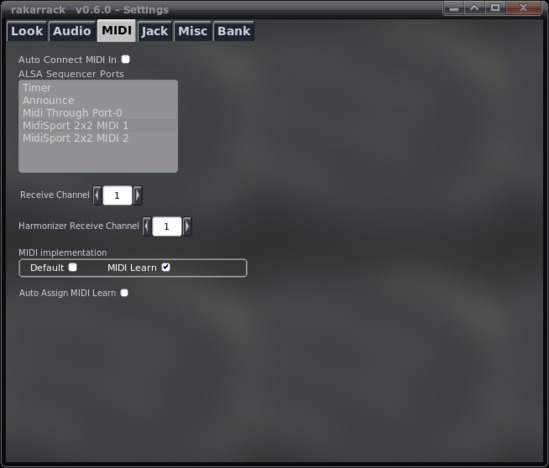 rakarrack v0.6.0 – Settings
Look Audio MIDI Jack Misc Bank
Auto Connect MIDI In
ALSA Sequencer Ports
Timer
Announce
Midi Through Port-0
MidiSport 2x2 MIDI 1
MidiSport 2x2 MIDI 2
Receive Channel 1
Harmonizer Receive Channel 1
MIDI implementation
Default MIDI Learn
Auto Assign MIDI Learn